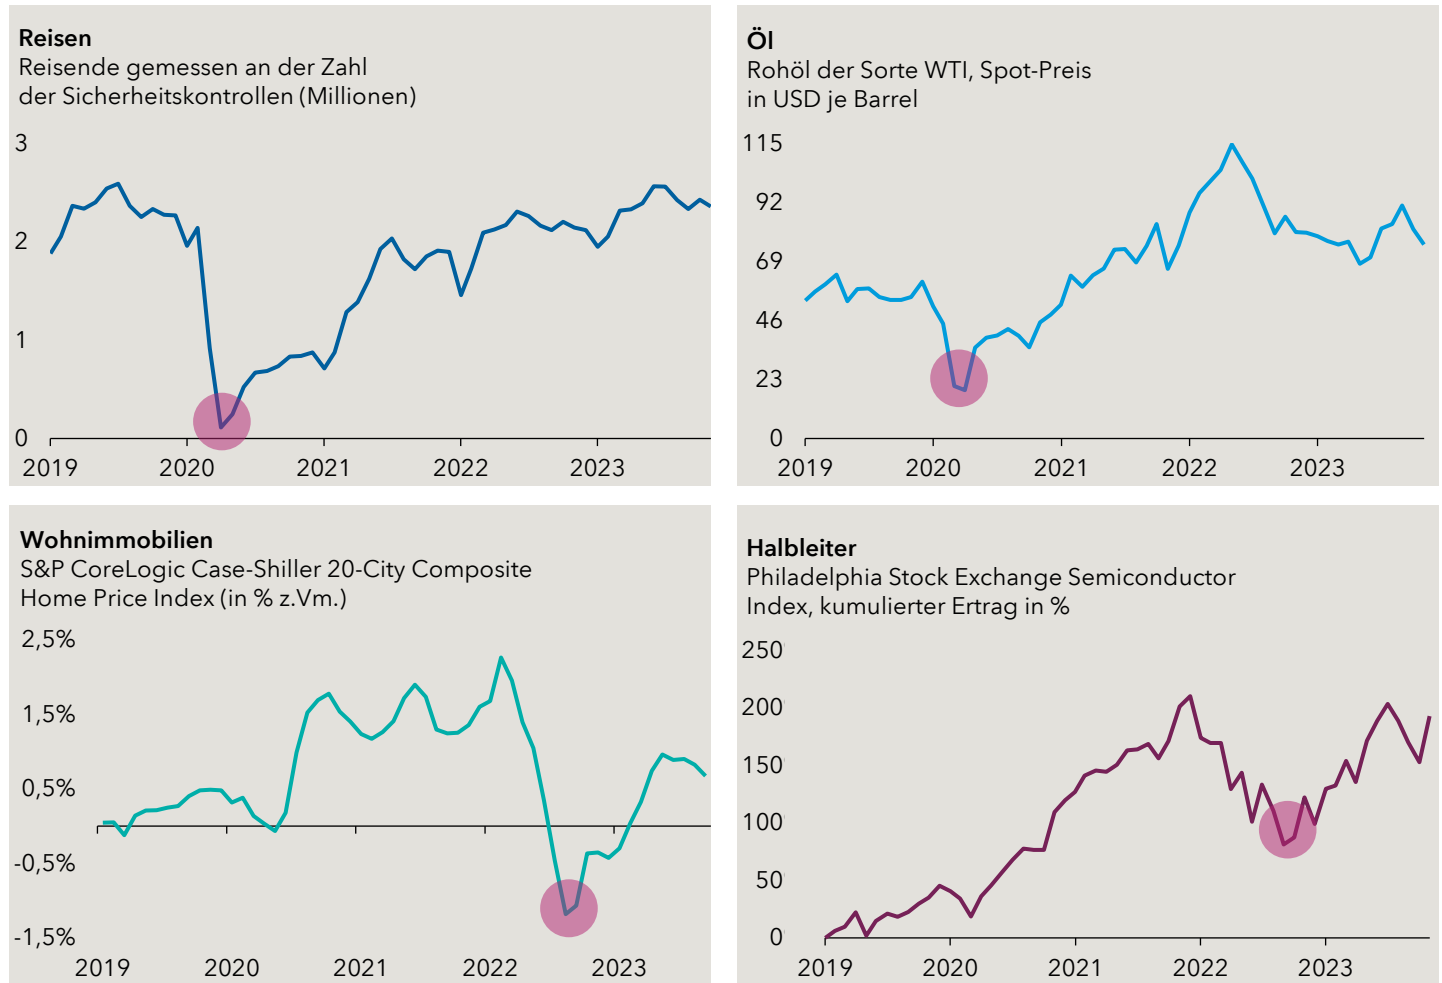 Reisen
Reisende gemessen an der Zahl
der Sicherheitskontrollen (Millionen)
3
2
1
0
2019 2020 2021 2022 2023
Öl
Rohöl der Sorte WTI, Spot-Preis
in USD je Barrel
115
92
69
46
23
0
2019 2020 2021 2022 2023
Wohnimmobilien
S&P CoreLogic Case-Shiller 20-City Composite
Home Price Index (in % z.Vm.)
2,5%
1,5%
0,5%
-0,5%
-1,5%
2019 2020 2021 2022 2023
Halbleiter
Philadelphia Stock Exchange Semiconductor
Index, kumulierter Ertrag in %
250
200
150
100
50
0
2019 2020 2021 2022 2023